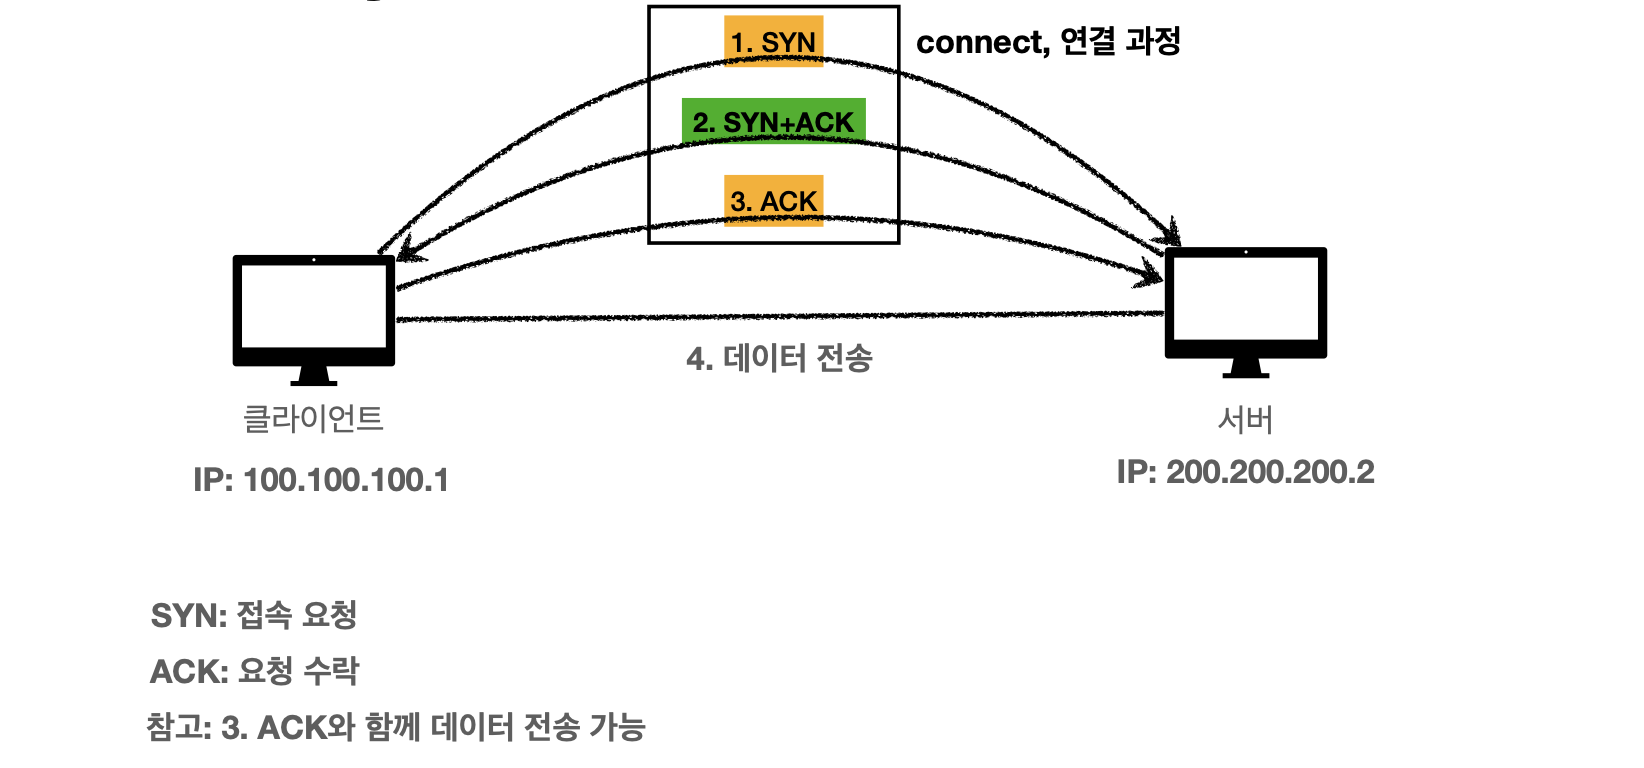 1. SYN
connect, 연결 과정
2. SYN+ACK
3. ACK
4. 데이터 전송
클라이언트
서버
IP: 100.100.100.1
IP: 200.200.200.2
SYN: 접속 요청
ACK: 요청 수락
참고: 3. ACK와 함께 데이터 전송 가능